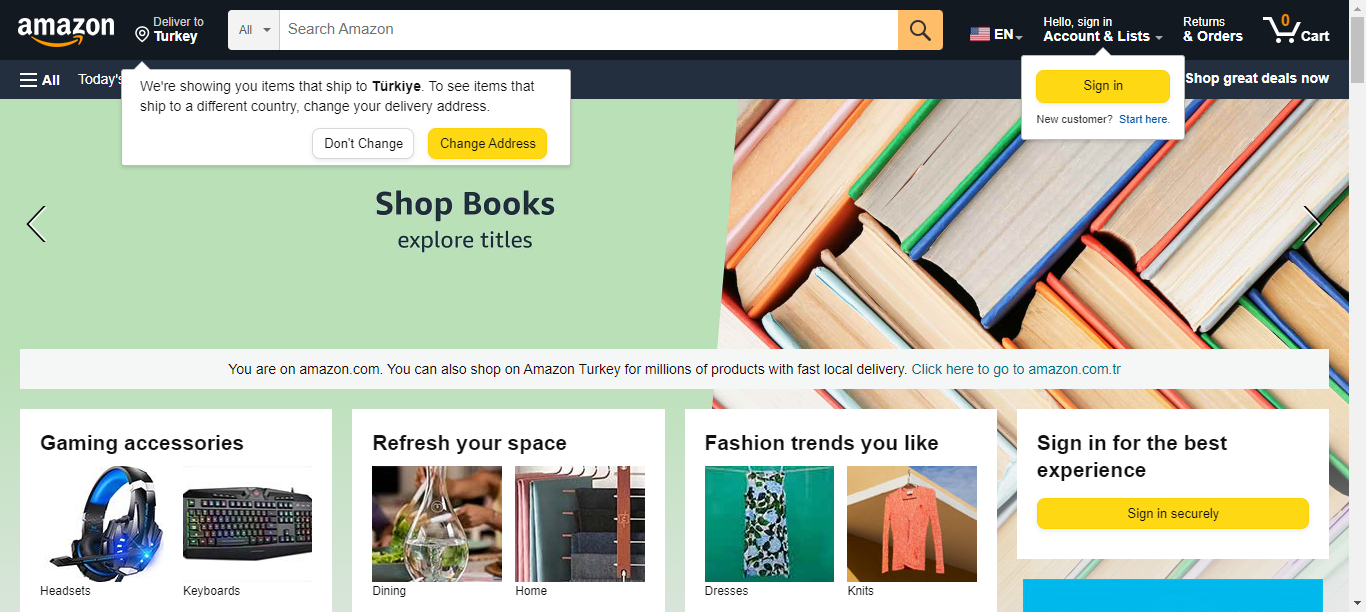 amazon
Deliver to
Turkey
All
Search Amazon
EN
Hello, sign in
Account & Lists
Returns
& Orders
0
Cart
All
Today's
Shop great deals now
We're showing you items that ship to Türkiye. To see items that
ship to a different country, change your delivery address.
Don't Change
Change Address
Sign in
New customer? Start here.
Shop Books
explore titles
You are on amazon.com. You can also shop on Amazon Turkey for millions of products with fast local delivery. Click here to go to amazon.com.tr
Gaming accessories
Headsets
Keyboards
Refresh your space
Dining
Home
Fashion trends you like
Dresses
Knits
Sign in for the best
experience
Sign in securely